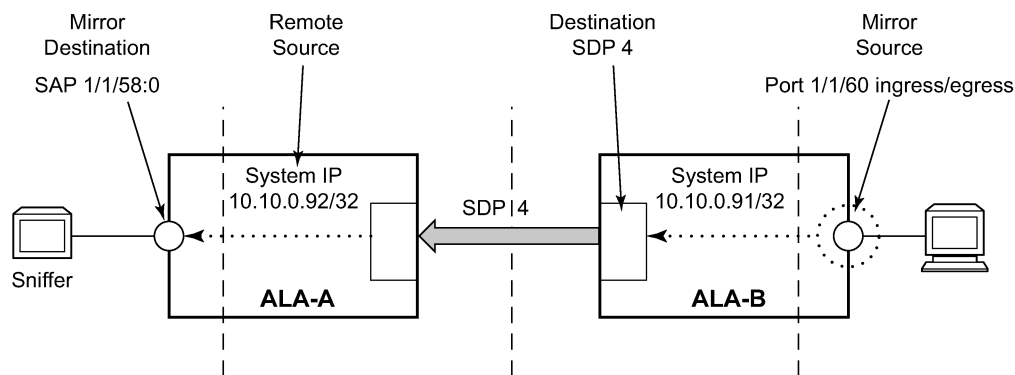 Mirror
Destination
SAP 1/1/58:0
Remote
Source
Destination
SDP 4
Mirror
Source
Port 1/1/60 ingress/egress
System IP
10.10.0.92/32
SDP 4
System IP
10.10.0.91/32
Sniffer
ALA-A
ALA-B